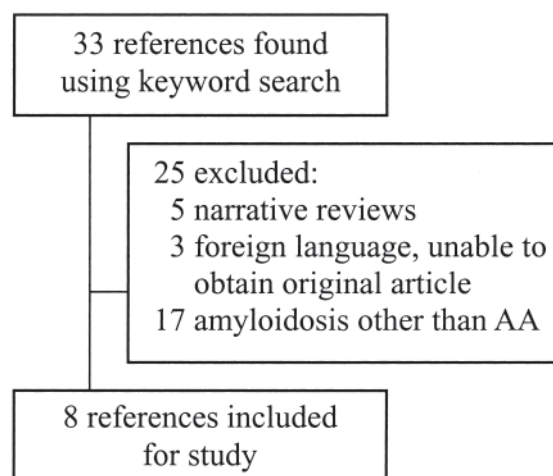 33 references found
using keyword search
25 excluded:
5 narrative reviews
3 foreign language, unable to
obtain original article
17 amyloidosis other than AA
8 references included
for study